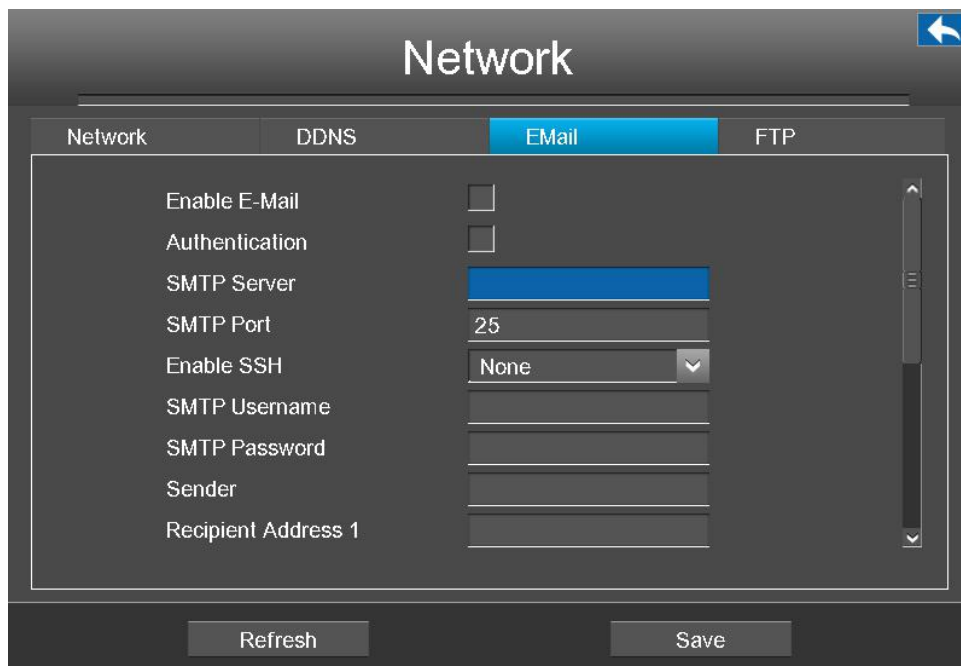 Network
Network DDNS EMail FTP
Enable E-Mail
Authentication
SMTP Server
SMTP Port 25
Enable SSH None
SMTP Username
SMTP Password
Sender
Recipient Address 1
Refresh Save